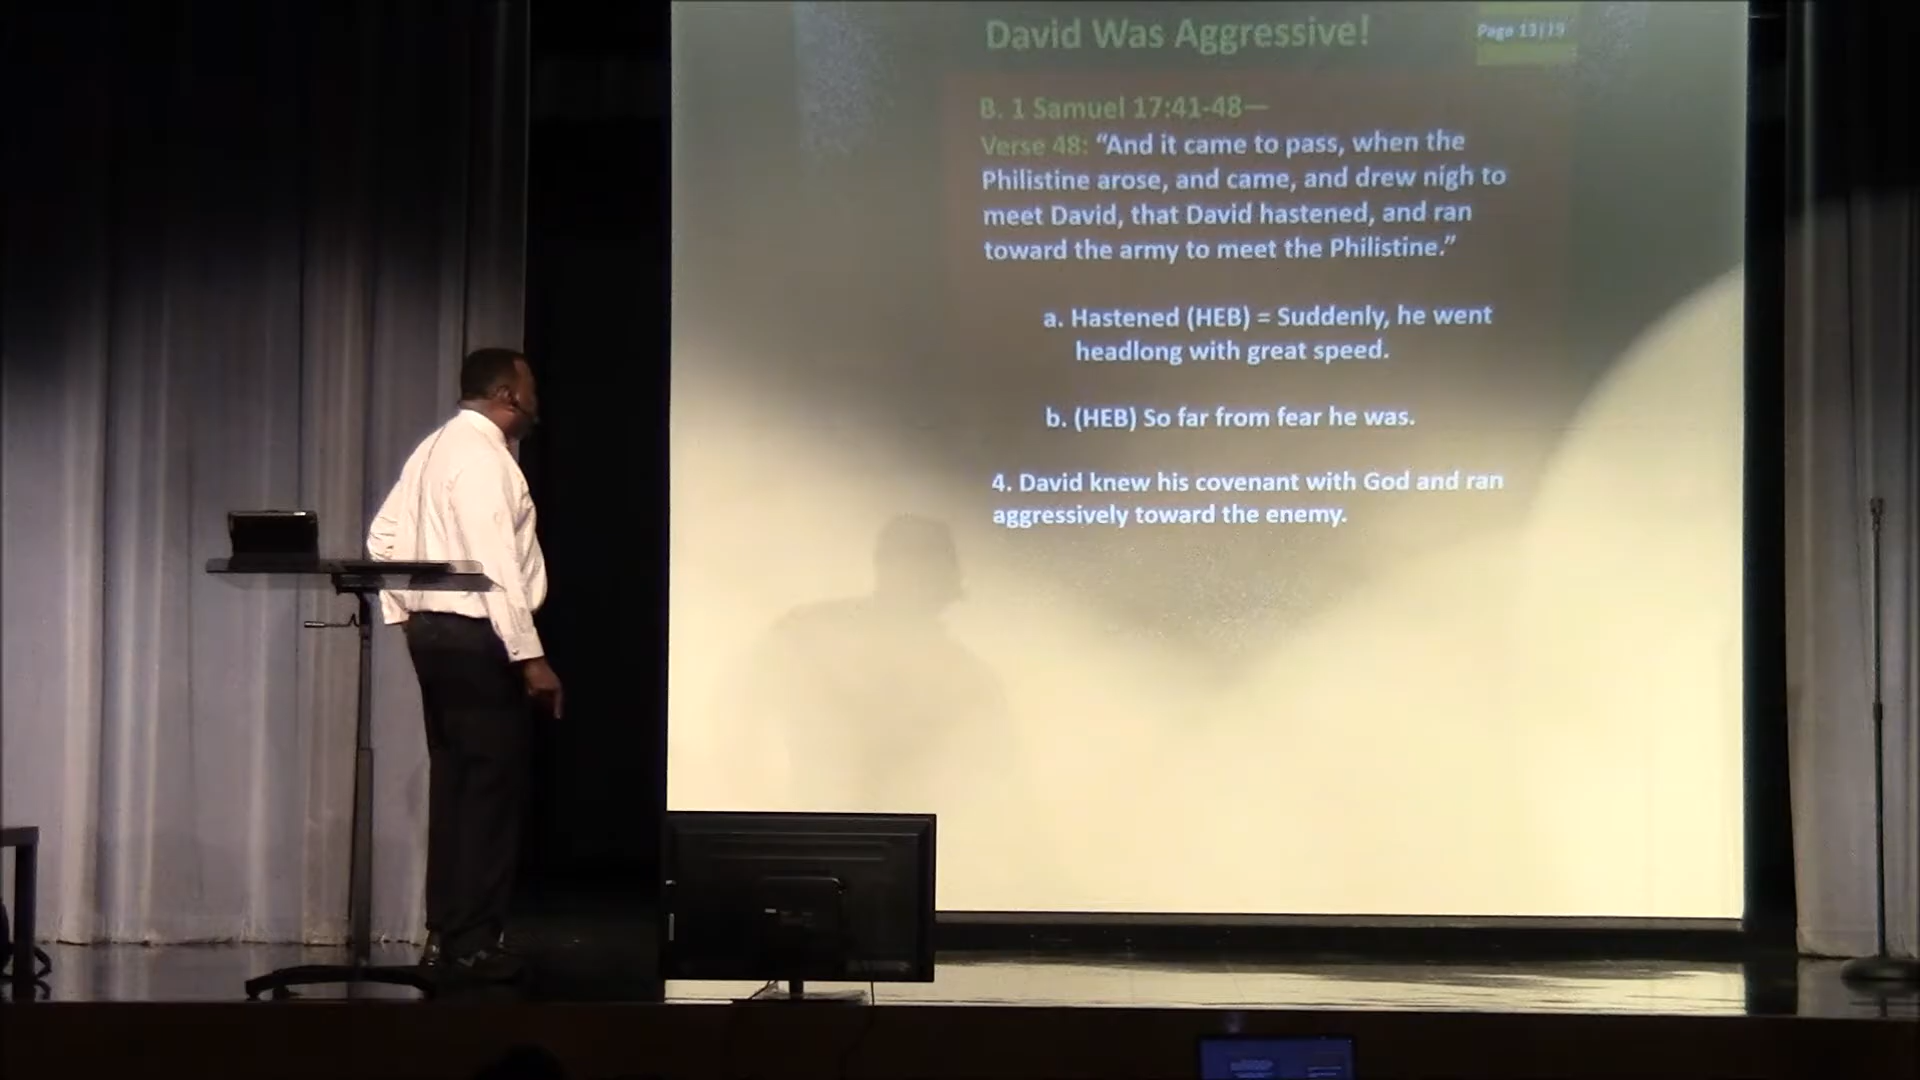 David Was Aggressive!
Page 13|19
B. 1 Samuel 17:41-48—
Verse 48: “And it came to pass, when the
Philistine arose, and came, and drew nigh to
meet David, that David hastened, and ran
toward the army to meet the Philistine.”
a. Hastened (HEB) = Suddenly, he went
headlong with great speed.
b. (HEB) So far from fear he was.
4. David knew his covenant with God and ran
aggressively toward the enemy.